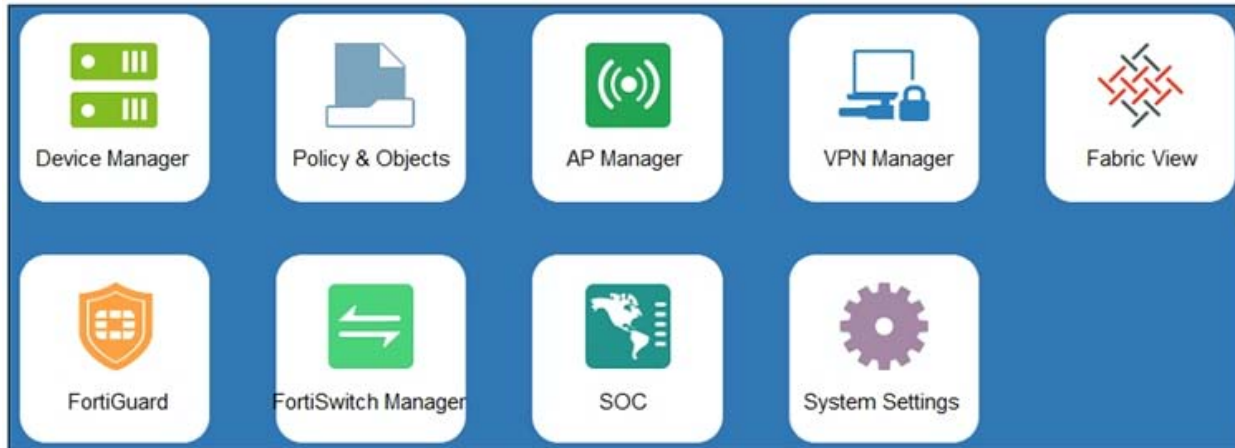 Device Manager
Policy & Objects
AP Manager
VPN Manager
Fabric View
FortiGuard
FortiSwitch Manager
SOC
System Settings